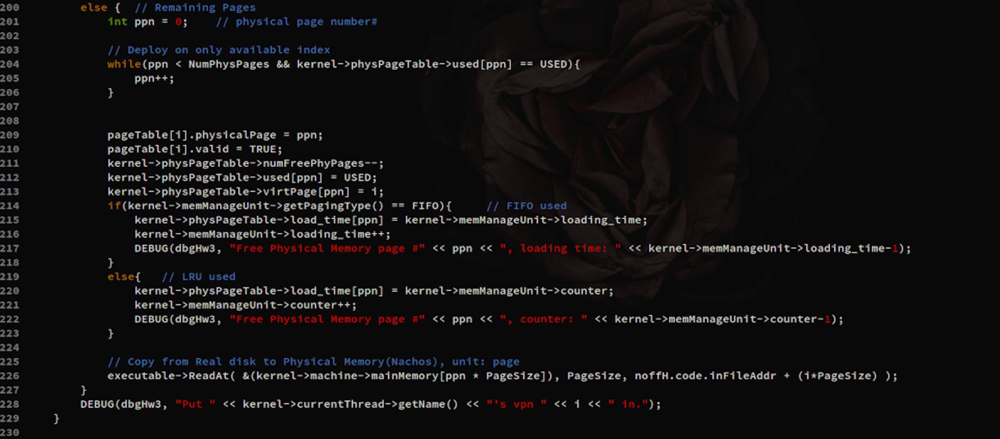 200 else {  // Remaining Pages
201 int ppn = 0;    // physical page number#
202
203 // Deploy on only available index
204 while(ppn < NumPhysPages && kernel->physPageTable->used[ppn] == USED){
205 ppn++;
206 }
207
208
209 pageTable[i].physicalPage = ppn;
210 pageTable[i].valid = TRUE;
211 kernel->physPageTable->numFreePhyPages--;
212 kernel->physPageTable->used[ppn] = USED;
213 kernel->physPageTable->virtPage[ppn] = i;
214 if(kernel->memManageUnit->getPagingType() == FIFO){     // FIFO used
215 kernel->physPageTable->load_time[ppn] = kernel->memManageUnit->loading_time;
216 kernel->memManageUnit->loading_time++;
217 DEBUG(dbgHw3, "Free Physical Memory page #" << ppn << ", loading time: " << kernel->memManageUnit->loading_time-1);
218 }
219 else{   // LRU used
220 kernel->physPageTable->load_time[ppn] = kernel->memManageUnit->counter;
221 kernel->memManageUnit->counter++;
222 DEBUG(dbgHw3, "Free Physical Memory page #" << ppn << ", counter: " << kernel->memManageUnit->counter-1);
223 }
224
225 // Copy from Real disk to Physical Memory(Nachos), unit: page
226 executable->ReadAt( &(kernel->machine->mainMemory[ppn * PageSize]), PageSize, noffH.code.inFileAddr + (i*PageSize) );
227 }
228 DEBUG(dbgHw3, "Put " << kernel->currentThread->getName() << "'s vpn " << i << " in.");
229 }
230